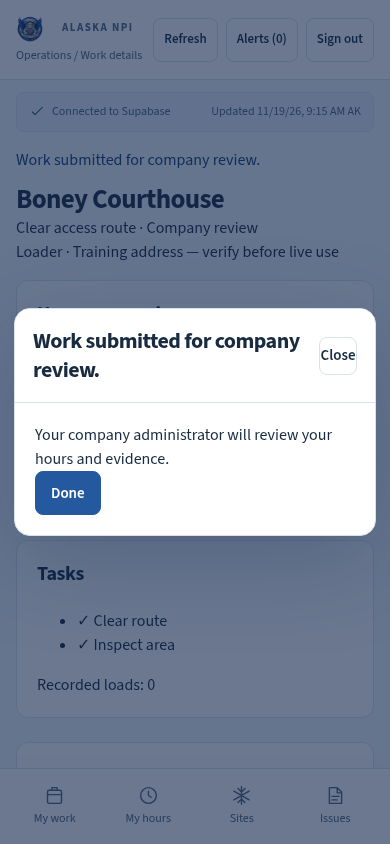 ALASKA NPI
Operations / Work details
Refresh
Alerts (0)
Sign out
Connected to Supabase
Updated 11/19/26, 9:15 AM AK
Work submitted for company review.
Boney Courthouse
Clear access route · Company review
Loader · Training address — verify before live use
Work submitted for company
review.
Close
Your company administrator will review your
hours and evidence.
Done
Tasks
• ✓ Clear route
• ✓ Inspect area
Recorded loads: 0
My work
My hours
Sites
Issues